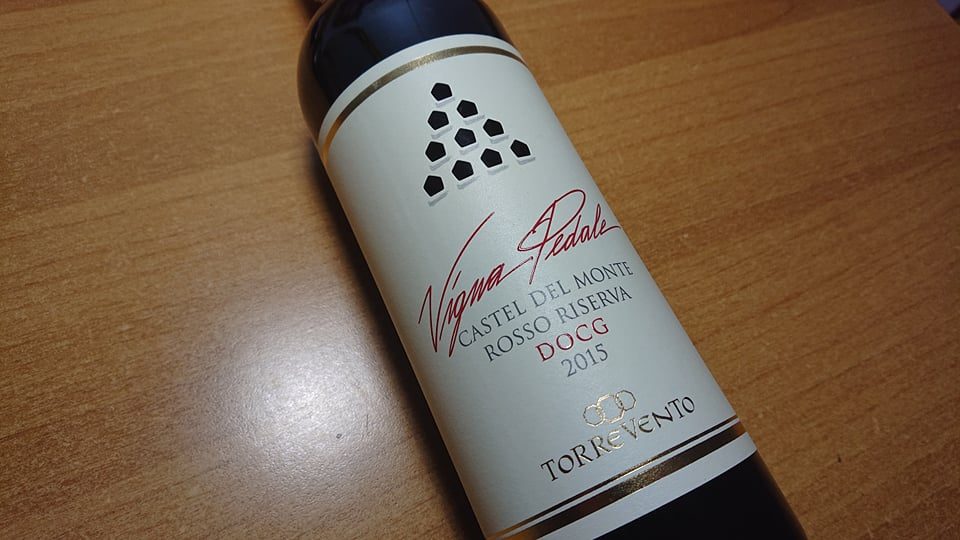 Vigna Pedale
CASTEL DEL MONTE
ROSSO RISERVA
DOCG
2015
TORREVENTO